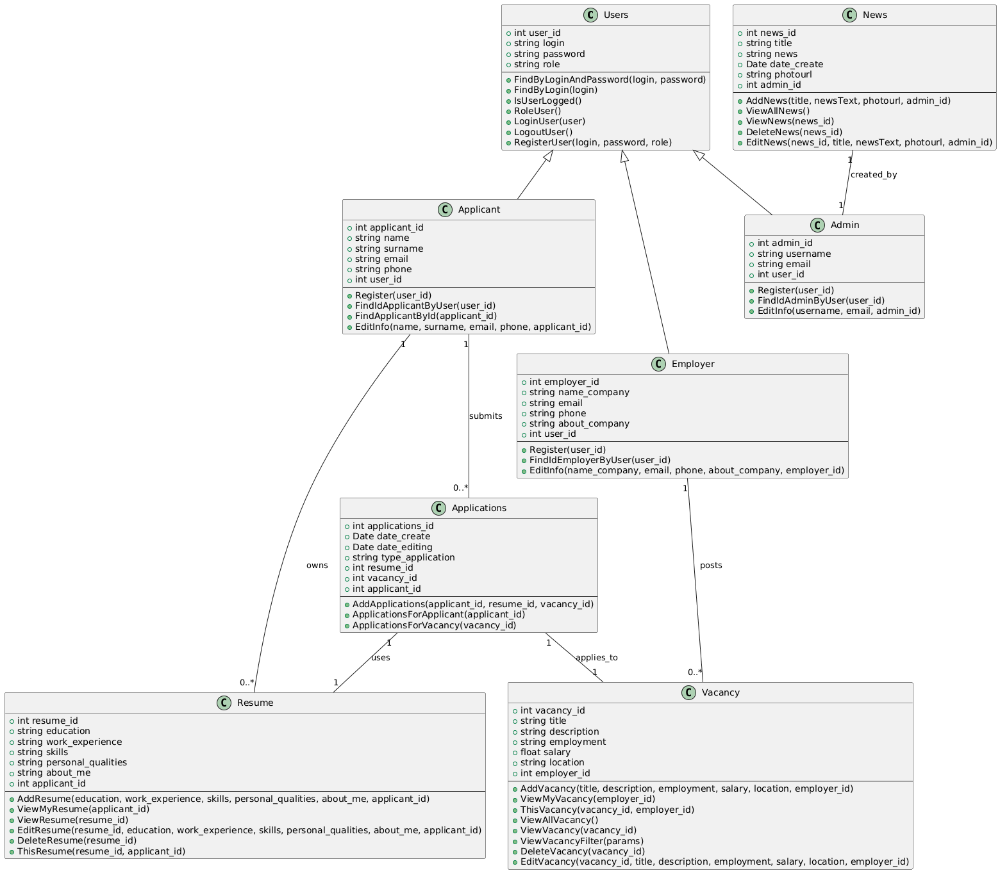 C Users
int user_id
string login
string password
string role
FindByLoginAndPassword(login, password)
FindByLogin(login)
IsUserLogged()
RoleUser()
LoginUser(user)
LogoutUser()
RegisterUser(login, password, role)
C News
int news_id
string title
string news
Date date_create
string photourl
int admin_id
AddNews(title, newsText, photourl, admin_id)
ViewAllNews()
ViewNews(news_id)
DeleteNews(news_id)
EditNews(news_id, title, newsText, photourl, admin_id)
1
created_by
1
C Applicant
int applicant_id
string name
string surname
string email
string phone
int user_id
Register(user_id)
FindIdApplicantByUser(user_id)
FindApplicantById(applicant_id)
EditInfo(name, surname, email, phone, applicant_id)
C Admin
int admin_id
string username
string email
int user_id
Register(user_id)
FindIdAdminByUser(user_id)
EditInfo(username, email, admin_id)
1
1
submits
0..*
owns
0..*
C Employer
int employer_id
string name_company
string email
string phone
string about_company
int user_id
Register(user_id)
FindIdEmployerByUser(user_id)
EditInfo(name_company, email, phone, about_company, employer_id)
1
posts
0..*
C Applications
int applications_id
Date date_create
Date date_editing
string type_application
int resume_id
int vacancy_id
int applicant_id
AddApplications(applicant_id, resume_id, vacancy_id)
ApplicationsForApplicant(applicant_id)
ApplicationsForVacancy(vacancy_id)
1
uses
1
1
applies_to
1
C Resume
int resume_id
string education
string work_experience
string skills
string personal_qualities
string about_me
int applicant_id
AddResume(education, work_experience, skills, personal_qualities, about_me, applicant_id)
ViewMyResume(applicant_id)
ViewResume(resume_id)
EditResume(resume_id, education, work_experience, skills, personal_qualities, about_me, applicant_id)
DeleteResume(resume_id)
ThisResume(resume_id, applicant_id)
C Vacancy
int vacancy_id
string title
string description
string employment
float salary
string location
int employer_id
AddVacancy(title, description, employment, salary, location, employer_id)
ViewMyVacancy(employer_id)
ThisVacancy(vacancy_id, employer_id)
ViewAllVacancy()
ViewVacancy(vacancy_id)
ViewVacancyFilter(params)
DeleteVacancy(vacancy_id)
EditVacancy(vacancy_id, title, description, employment, salary, location, employer_id)